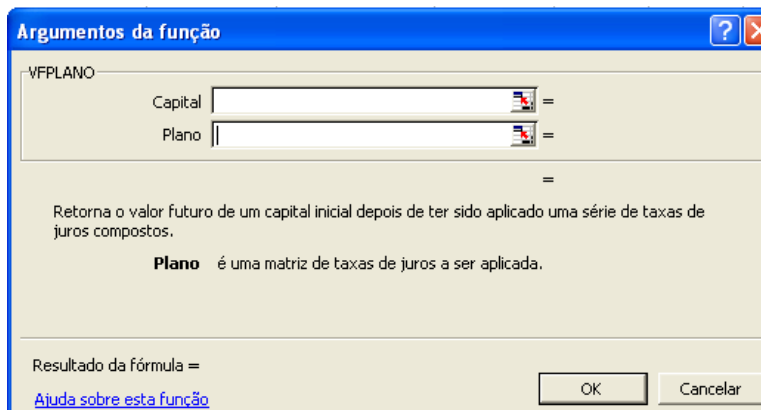 Argumentos da função
VFPLANO
Capital =
Plano =
=
Retorna o valor futuro de um capital inicial depois de ter sido aplicado uma série de taxas de
juros compostos.
Plano é uma matriz de taxas de juros a ser aplicada.
Resultado da fórmula =
Ajuda sobre esta função
OK Cancelar